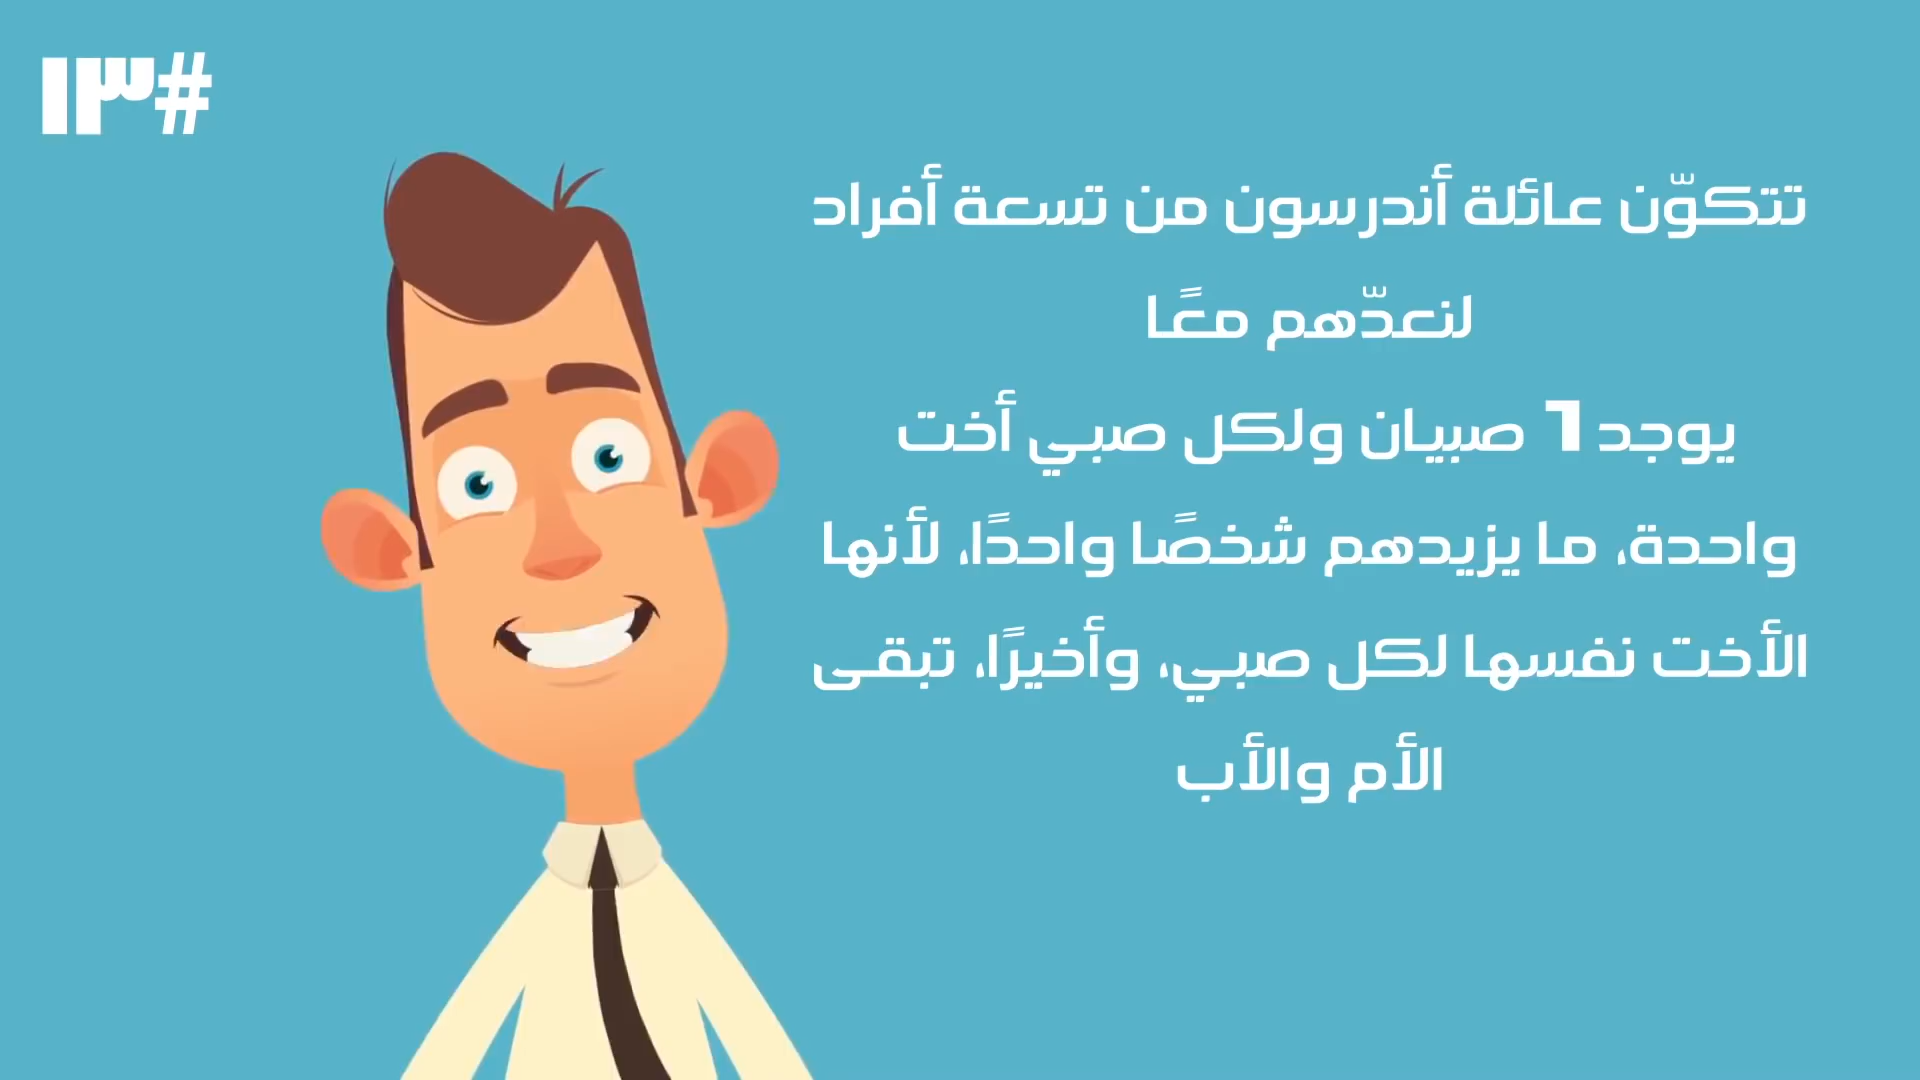 #١٣
تتكوّن عائلة أندرسون من تسعة أفراد
لنعدّهم معًا
يوجد ٦ صبيان ولكل صبي أخت
واحدة، ما يزيدهم شخصًا واحدًا، لأنها
الأخت نفسها لكل صبي، وأخيرًا، تبقى
الأم والأب